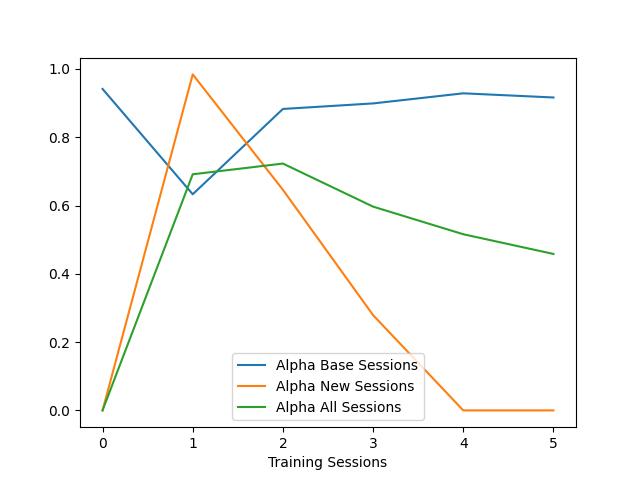 1.0
0.8
0.6
0.4
0.2
0.0
Alpha Base Sessions
Alpha New Sessions
Alpha All Sessions
0 1 2 3 4 5
Training Sessions